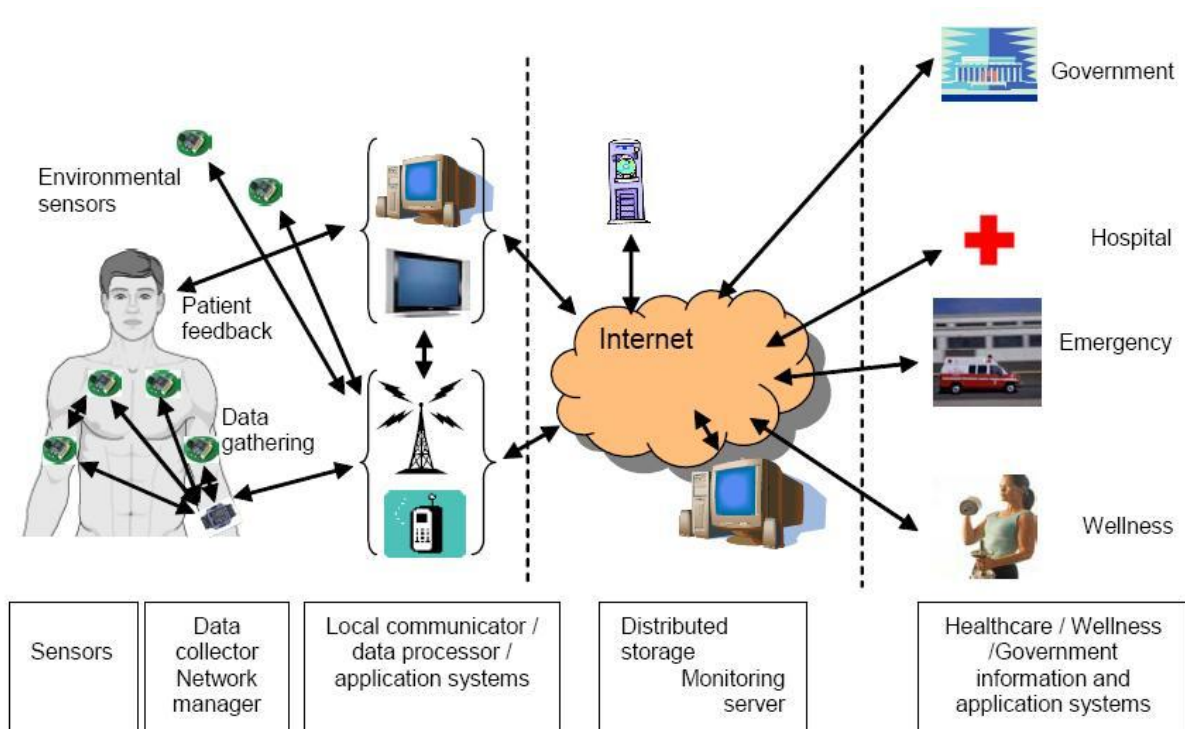 Government
Environmental
sensors
Hospital
Patient
feedback
Internet
Emergency
Data
gathering
Wellness
Sensors
Data
collector
Network
manager
Local communicator /
data processor /
application systems
Distributed
storage
Monitoring
server
Healthcare / Wellness
/Government
information and
application systems